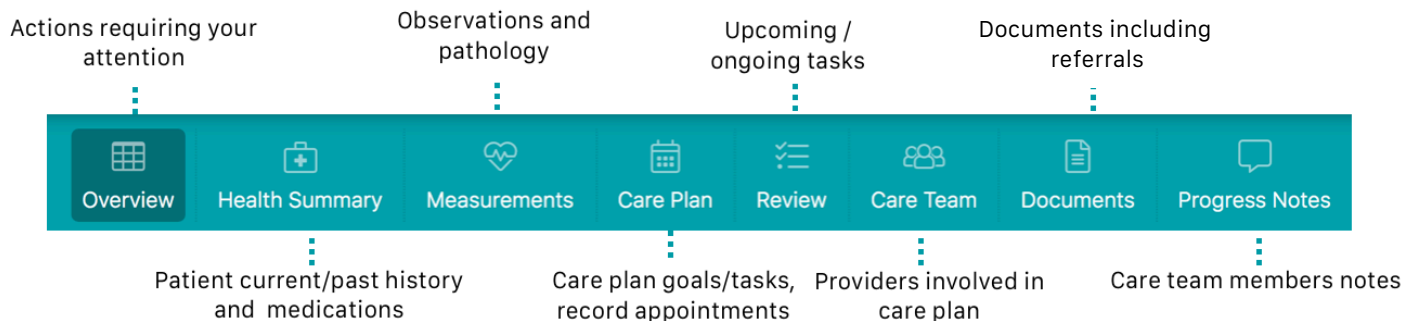 Actions requiring your
attention
Observations and
pathology
Upcoming /
ongoing tasks
Documents including
referrals
Overview
Health Summary
Measurements
Care Plan
Review
Care Team
Documents
Progress Notes
Patient current/past history
and medications
Care plan goals/tasks,
record appointments
Providers involved in
care plan
Care team members notes